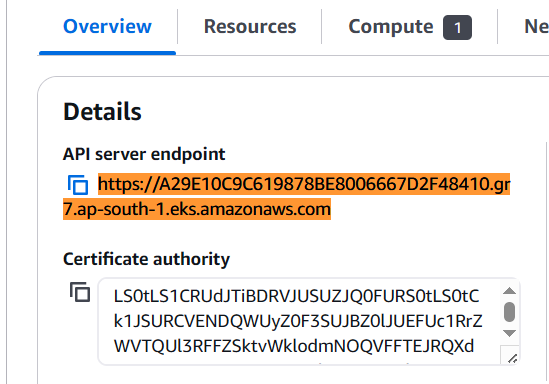 Overview
Resources
Compute 1
Ne
Details
API server endpoint
https://A29E10C9C619878BE8006667D2F48410.gr
7.ap-south-1.eks.amazonaws.com
Certificate authority
LS0tLS1CRUdJTiBDRVJUSUZJQ0FURS0tLS0tC
k1JSURCVENDQWUyZ0F3SUJBZ0lJUEFUc1RrZ
WVTQUl3RFFZSktvWklodmNOQVFFTEJRQXd